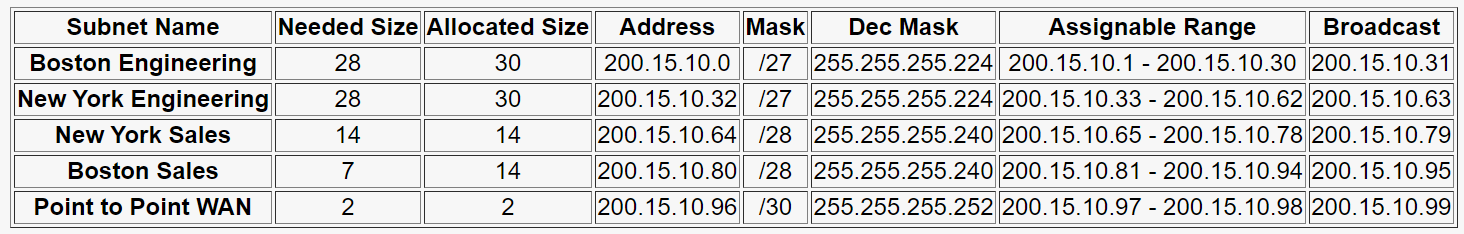 Subnet Name Needed Size Allocated Size Address Mask Dec Mask Assignable Range Broadcast
Boston Engineering 28 30 200.15.10.0 /27 255.255.255.224 200.15.10.1 - 200.15.10.30 200.15.10.31
New York Engineering 28 30 200.15.10.32 /27 255.255.255.224 200.15.10.33 - 200.15.10.62 200.15.10.63
New York Sales 14 14 200.15.10.64 /28 255.255.255.240 200.15.10.65 - 200.15.10.78 200.15.10.79
Boston Sales 7 14 200.15.10.80 /28 255.255.255.240 200.15.10.81 - 200.15.10.94 200.15.10.95
Point to Point WAN 2 2 200.15.10.96 /30 255.255.255.252 200.15.10.97 - 200.15.10.98 200.15.10.99